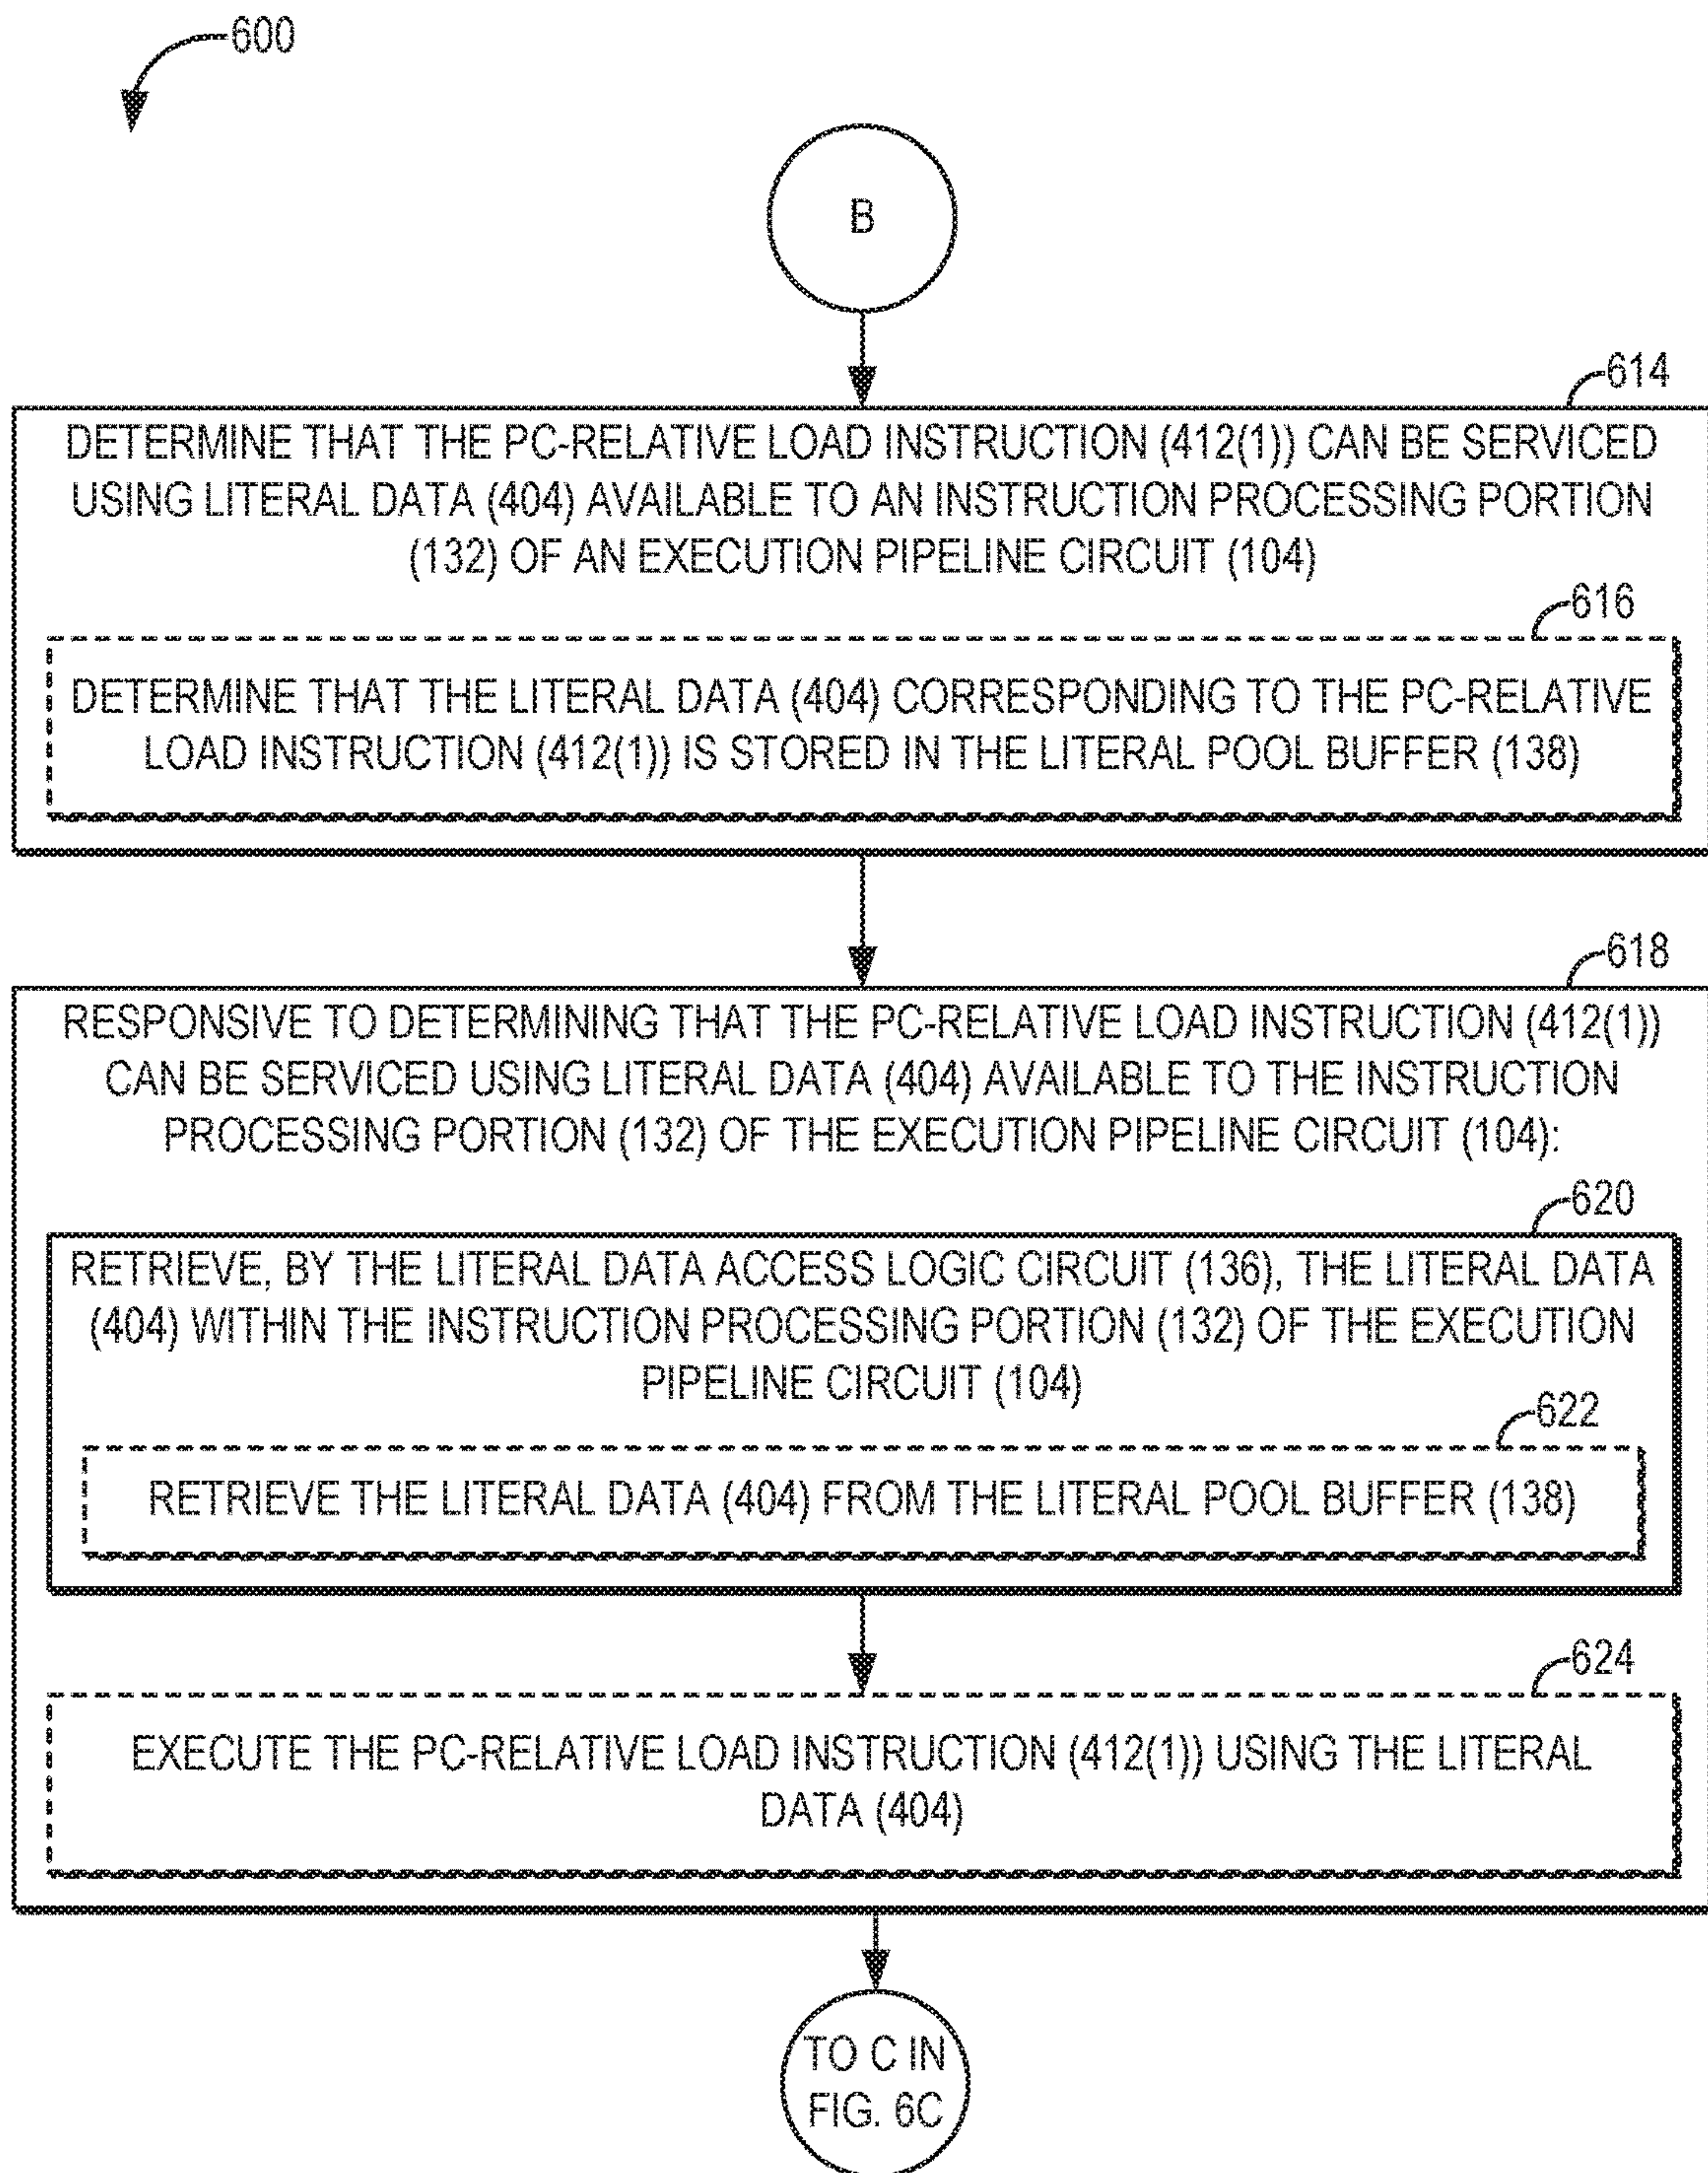 600
B
614
DETERMINE THAT THE PC-RELATIVE LOAD INSTRUCTION (412(1)) CAN BE SERVICED
USING LITERAL DATA (404) AVAILABLE TO AN INSTRUCTION PROCESSING PORTION
(132) OF AN EXECUTION PIPELINE CIRCUIT (104)
616
DETERMINE THAT THE LITERAL DATA (404) CORRESPONDING TO THE PC-RELATIVE
LOAD INSTRUCTION (412(1)) IS STORED IN THE LITERAL POOL BUFFER (138)
618
RESPONSIVE TO DETERMINING THAT THE PC-RELATIVE LOAD INSTRUCTION (412(1))
CAN BE SERVICED USING LITERAL DATA (404) AVAILABLE TO THE INSTRUCTION
PROCESSING PORTION (132) OF THE EXECUTION PIPELINE CIRCUIT (104):
620
RETRIEVE, BY THE LITERAL DATA ACCESS LOGIC CIRCUIT (136), THE LITERAL DATA
(404) WITHIN THE INSTRUCTION PROCESSING PORTION (132) OF THE EXECUTION
PIPELINE CIRCUIT (104)
622
RETRIEVE THE LITERAL DATA (404) FROM THE LITERAL POOL BUFFER (138)
624
EXECUTE THE PC-RELATIVE LOAD INSTRUCTION (412(1)) USING THE LITERAL
DATA (404)
TO C IN
FIG. 6C